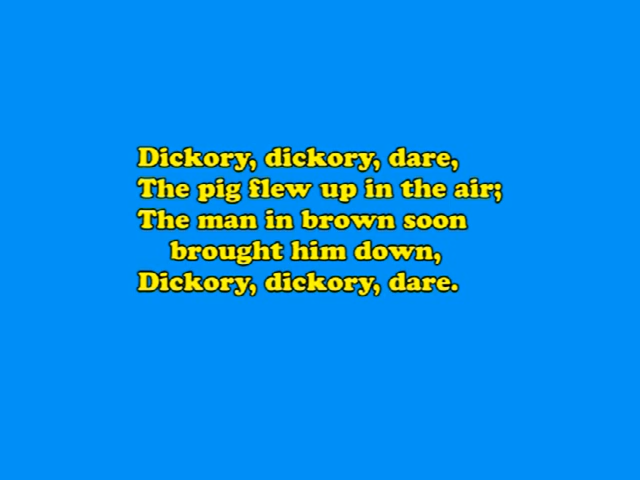 Dickory, dickory, dare,
The pig flew up in the air;
The man in brown soon
brought him down,
Dickory, dickory, dare.